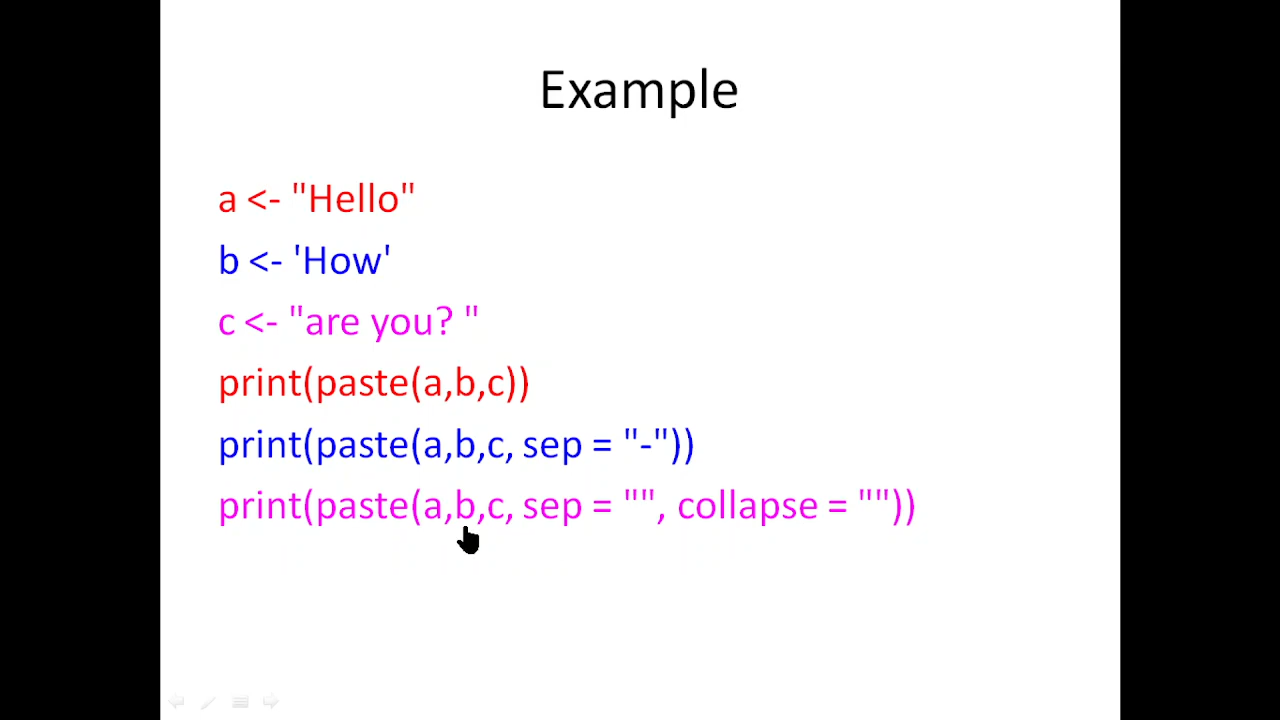 Example
a <- "Hello"
b <- 'How'
c <- "are you? "
print(paste(a,b,c))
print(paste(a,b,c, sep = "-"))
print(paste(a,b,c, sep = "", collapse = ""))